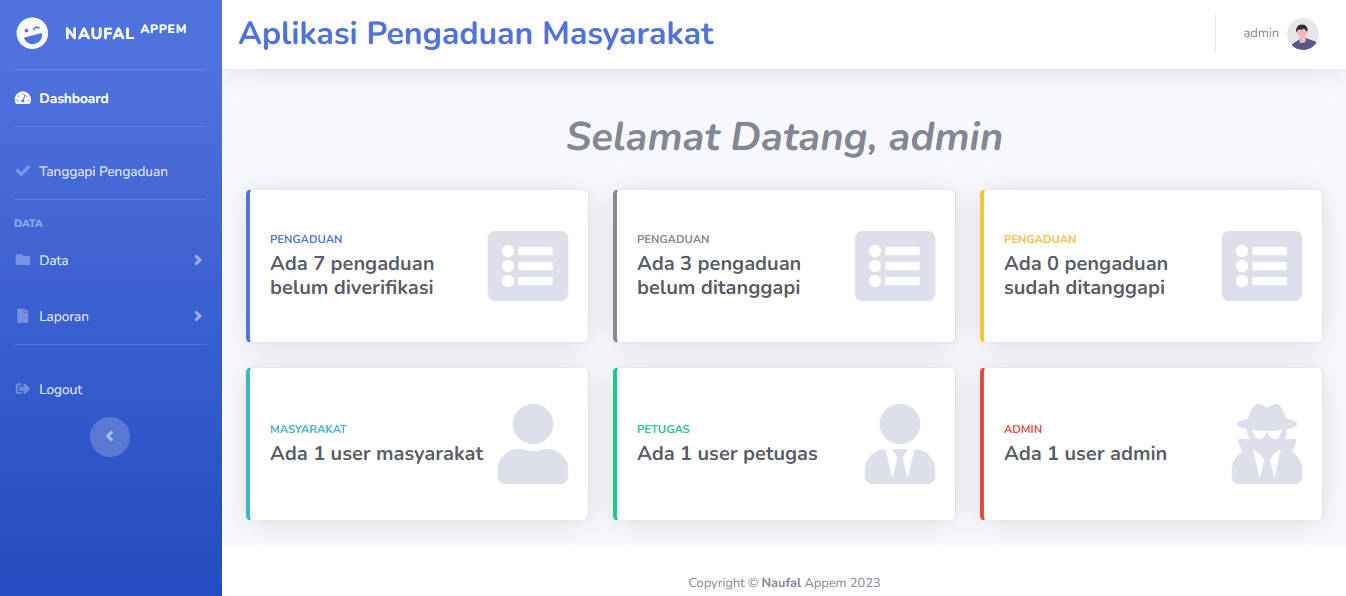 NAUFAL APPEM
Dashboard
Tanggapi Pengaduan
DATA
Data
Laporan
Logout
Aplikasi Pengaduan Masyarakat
admin
Selamat Datang, admin
PENGADUAN
Ada 7 pengaduan
belum diverifikasi
PENGADUAN
Ada 3 pengaduan
belum ditanggapi
PENGADUAN
Ada 0 pengaduan
sudah ditanggapi
MASYARAKAT
Ada 1 user masyarakat
PETUGAS
Ada 1 user petugas
ADMIN
Ada 1 user admin
Copyright © Naufal Appem 2023